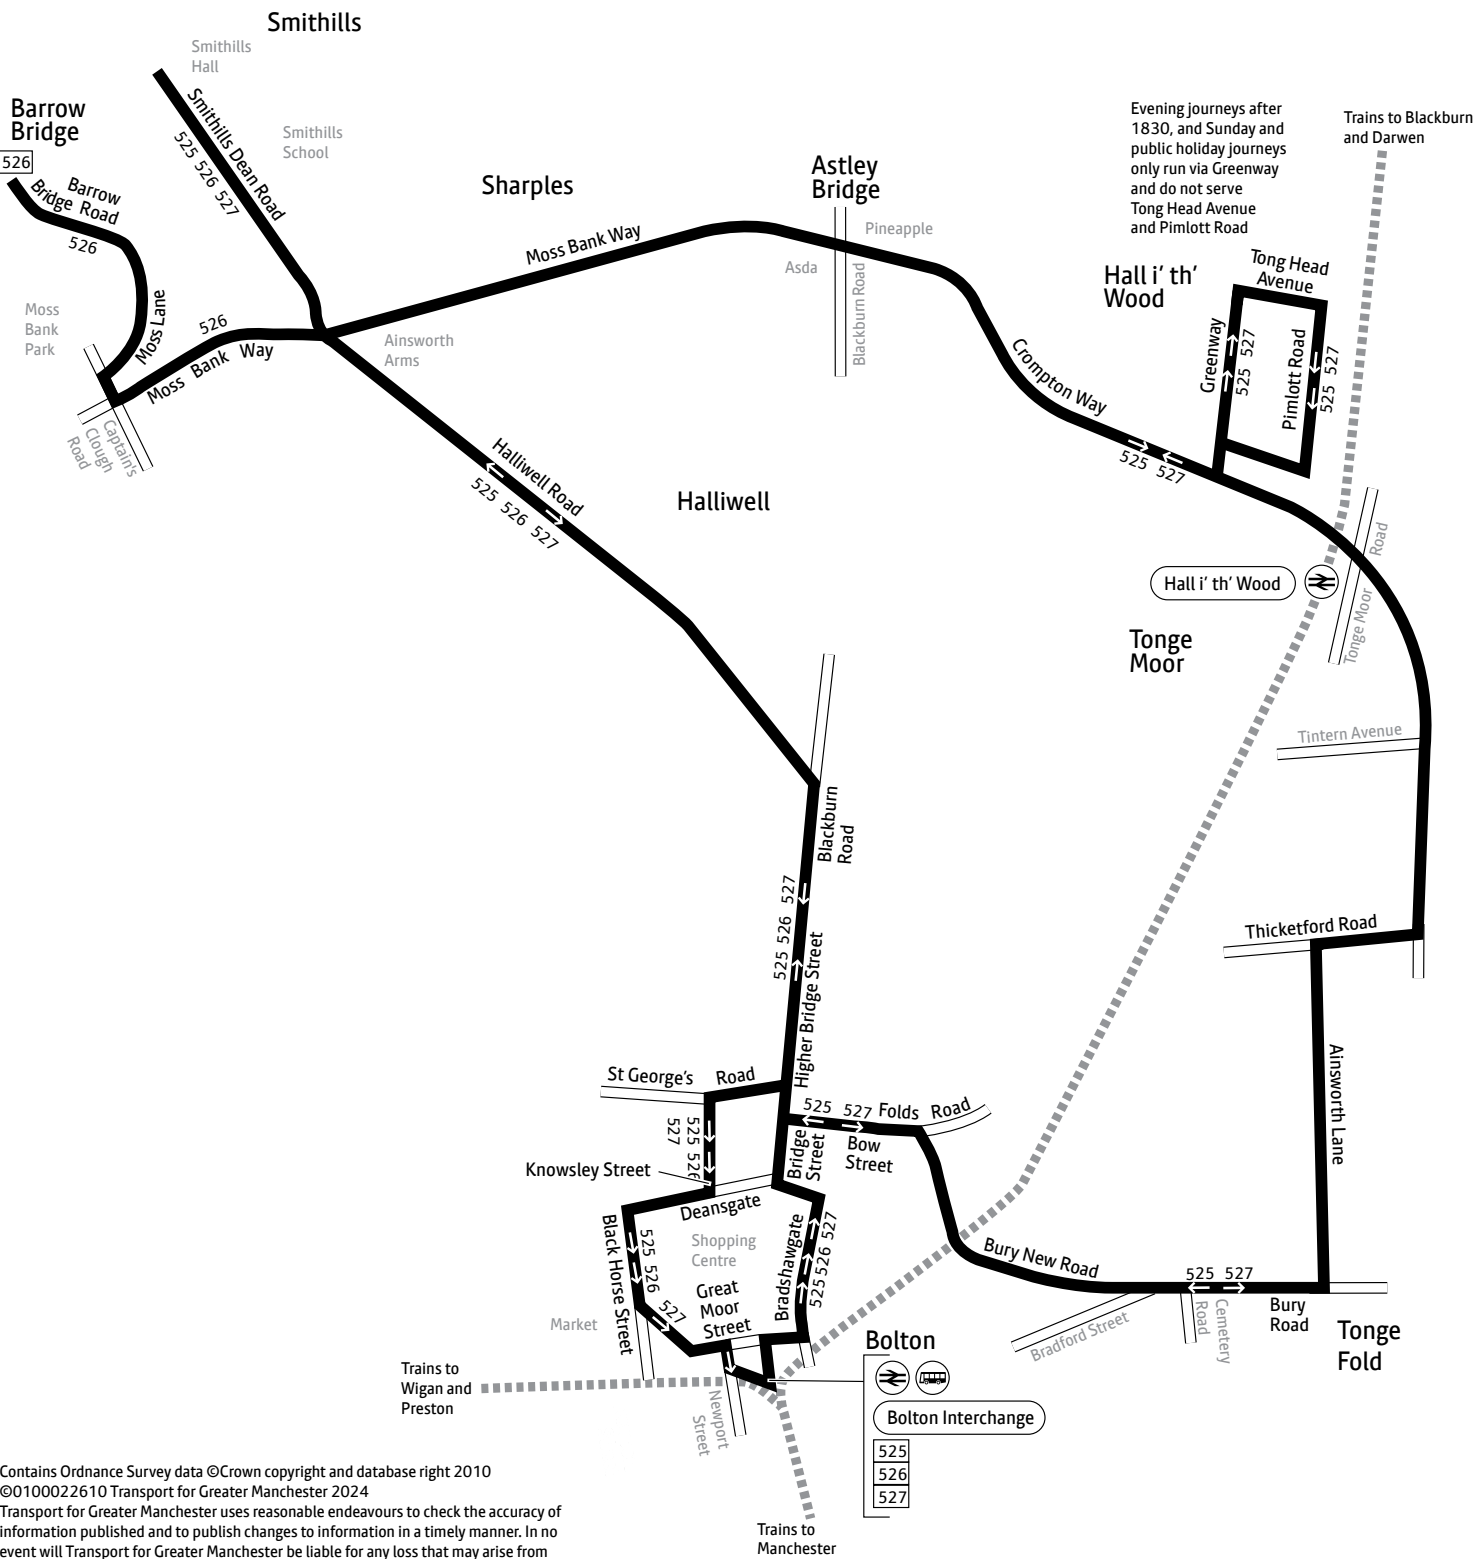 Smithills
Smithills
Hall
Barrow
Bridge
526
Barrow
Bridge Road
526
Smithills Dean Road
525 526 527
Smithills
School
Sharples
Astley
Bridge
Evening journeys after
1830, and Sunday and
public holiday journeys
only run via Greenway
and do not serve
Tong Head Avenue
and Pimlott Road
Trains to Blackburn
and Darwen
Moss Bank Way
Pineapple
Asda
Blackburn Road
Hall i' th'
Wood
Tong Head
Avenue
Greenway
525 527
Pimlott Road
525 527
Moss
Bank
Park
Moss Lane
526
Moss Bank Way
Ainsworth
Arms
Captain's
Clough
Road
Crompton Way
525 527
Halliwell Road
525 526 527
Halliwell
Hall i' th' Wood
Tonge Moor Road
Tonge
Moor
Tintern Avenue
Blackburn
Road
525 526 527
Higher Bridge Street
Thicketford Road
Ainsworth Lane
St George's Road
525 526
527
Knowsley Street
525 527 Folds Road
Bow
Street
Bridge
Street
Deansgate
Black Horse Street
525 526
527
Shopping
Centre
Great
Moor
Street
Bradshawgate
525 526 527
Bury New Road
525 527
Bury
Road
Cemetery
Road
Bradford Street
Tonge
Fold
Market
Bolton
Bolton Interchange
525
526
527
Trains to
Wigan and
Preston
Newport
Street
Trains to
Manchester
Contains Ordnance Survey data ©Crown copyright and database right 2010
©0100022610 Transport for Greater Manchester 2024
Transport for Greater Manchester uses reasonable endeavours to check the accuracy of
information published and to publish changes to information in a timely manner. In no
event will Transport for Greater Manchester be liable for any loss that may arise from